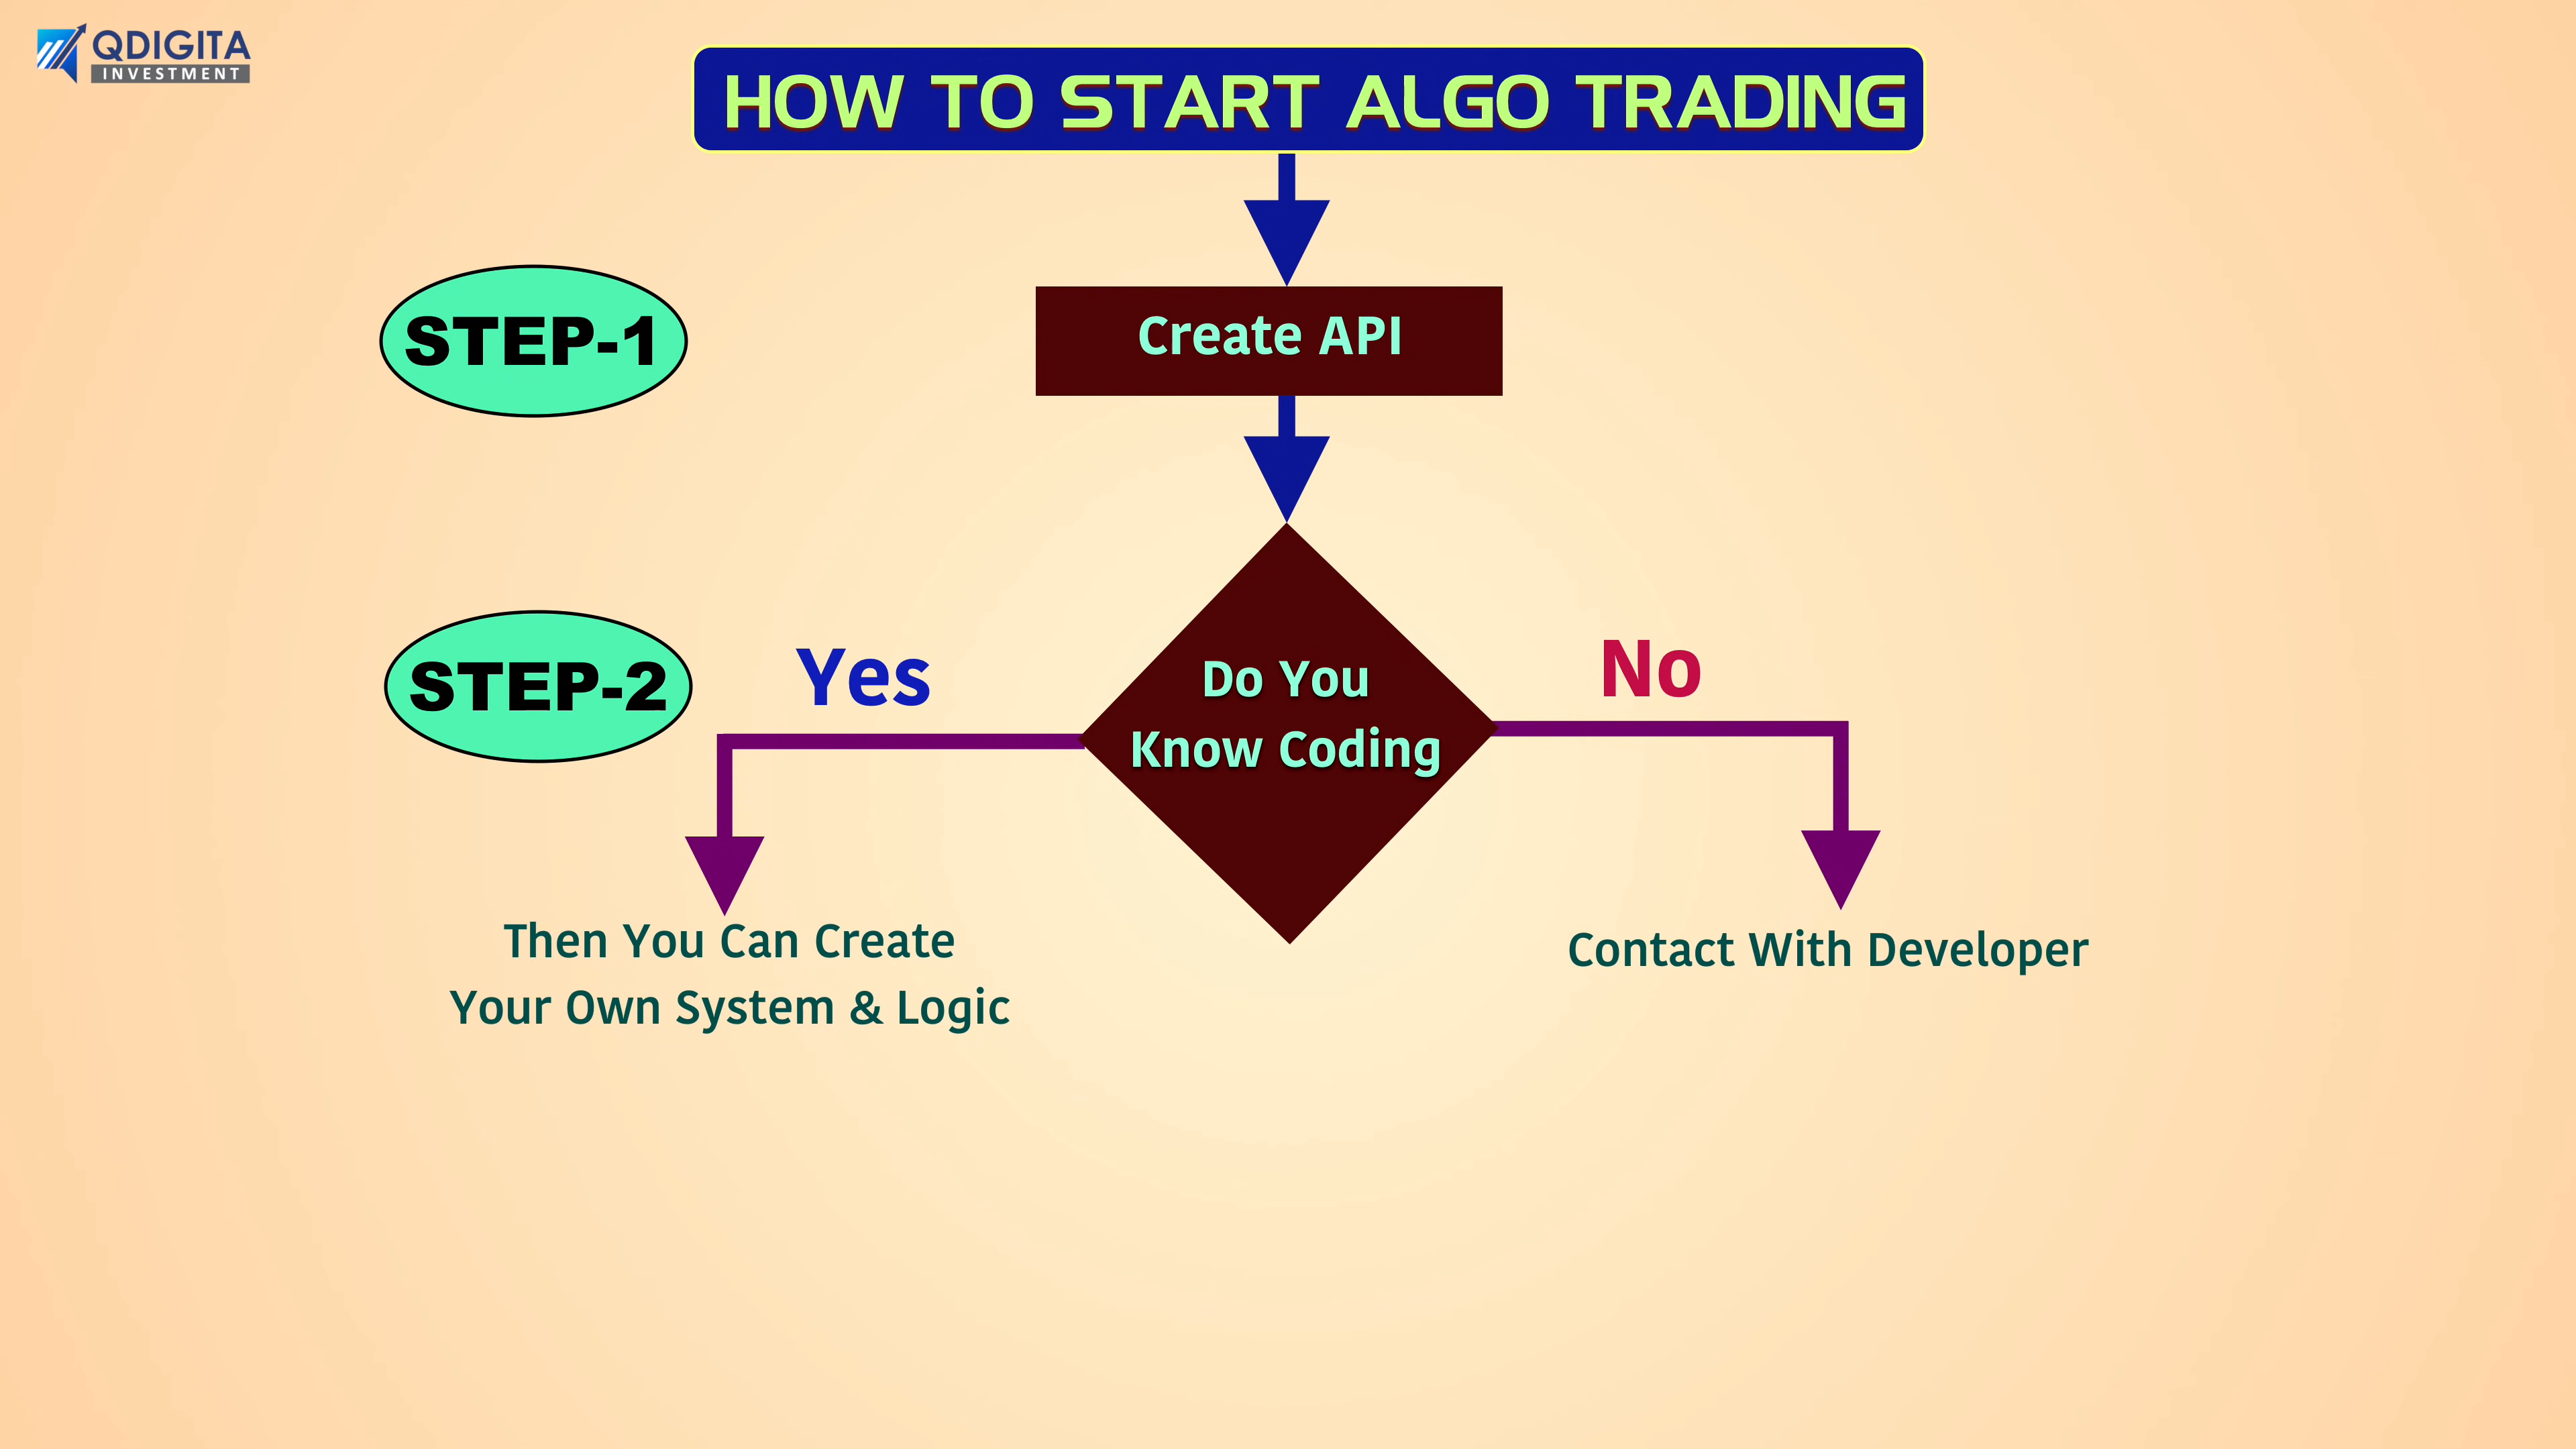 QDIGITA
INVESTMENT
HOW TO START ALGO TRADING
STEP-1
Create API
STEP-2
Yes
Do You
Know Coding
No
Then You Can Create
Your Own System & Logic
Contact With Developer